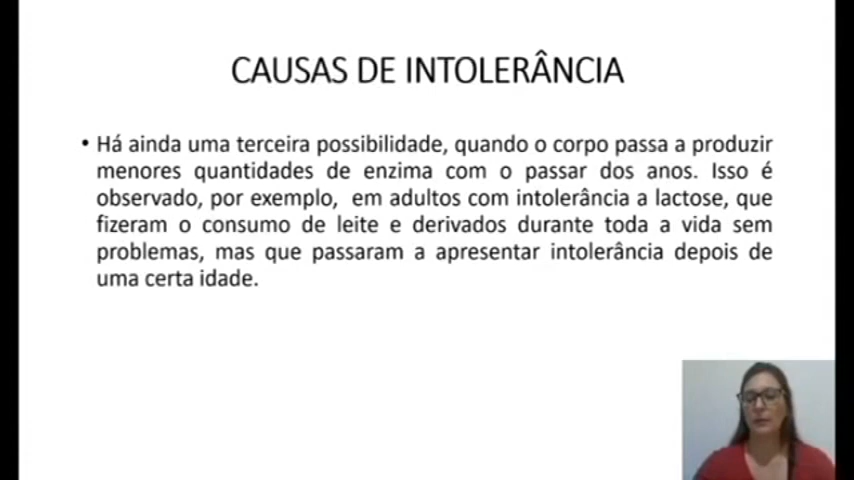 CAUSAS DE INTOLERÂNCIA
• Há ainda uma terceira possibilidade, quando o corpo passa a produzir
menores quantidades de enzima com o passar dos anos. Isso é
observado, por exemplo, em adultos com intolerância a lactose, que
fizeram o consumo de leite e derivados durante toda a vida sem
problemas, mas que passaram a apresentar intolerância depois de
uma certa idade.